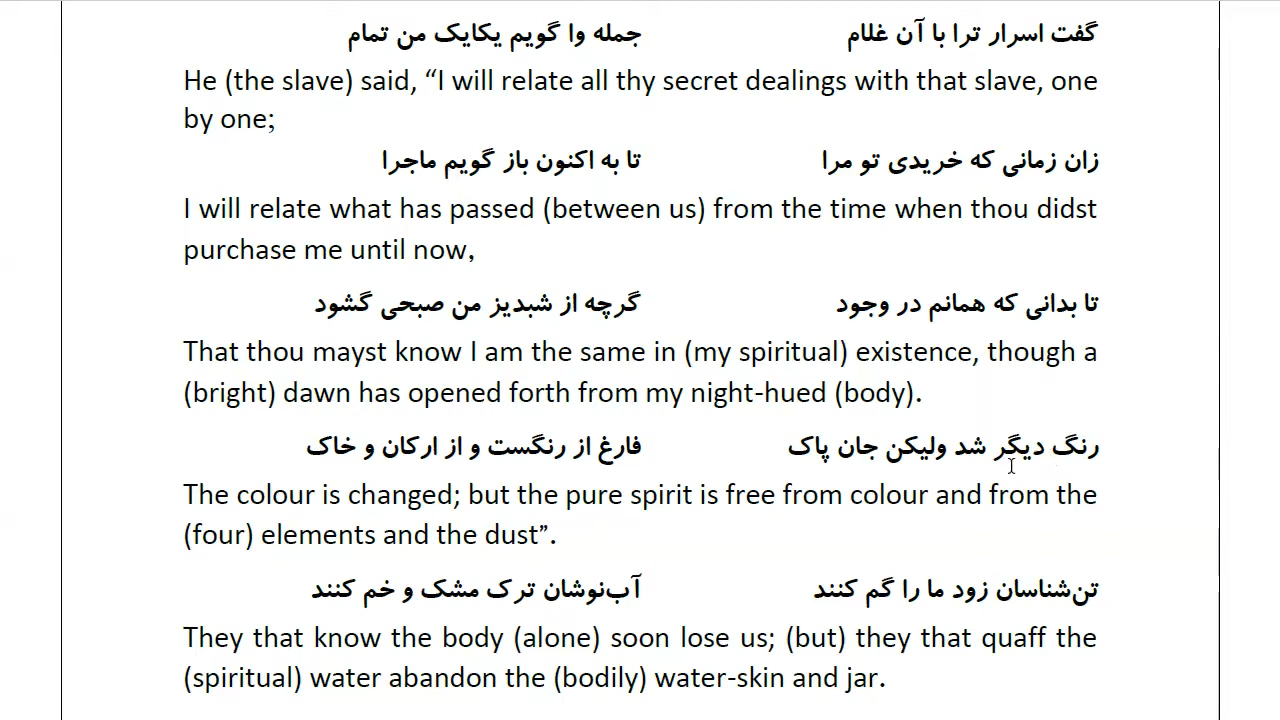 گفت اسرار ترا با آن غلام جمله وا گویم یکایک من تمام
He (the slave) said, “I will relate all thy secret dealings with that slave, one
by one;
زان زمانی که خریدی تو مرا تا به اکنون باز گویم ماجرا
I will relate what has passed (between us) from the time when thou didst
purchase me until now,
تا بدانی که همانم در وجود گرچه از شبدیز من صبحی گشود
That thou mayst know I am the same in (my spiritual) existence, though a
(bright) dawn has opened forth from my night-hued (body).
رنگ دیگر شد ولیکن جان پاک فارغ از رنگست و از ارکان و خاک
The colour is changed; but the pure spirit is free from colour and from the
(four) elements and the dust”.
تن‌شناسان زود ما را گم کنند آب‌نوشان ترک مشک و خم کنند
They that know the body (alone) soon lose us; (but) they that quaff the
(spiritual) water abandon the (bodily) water-skin and jar.